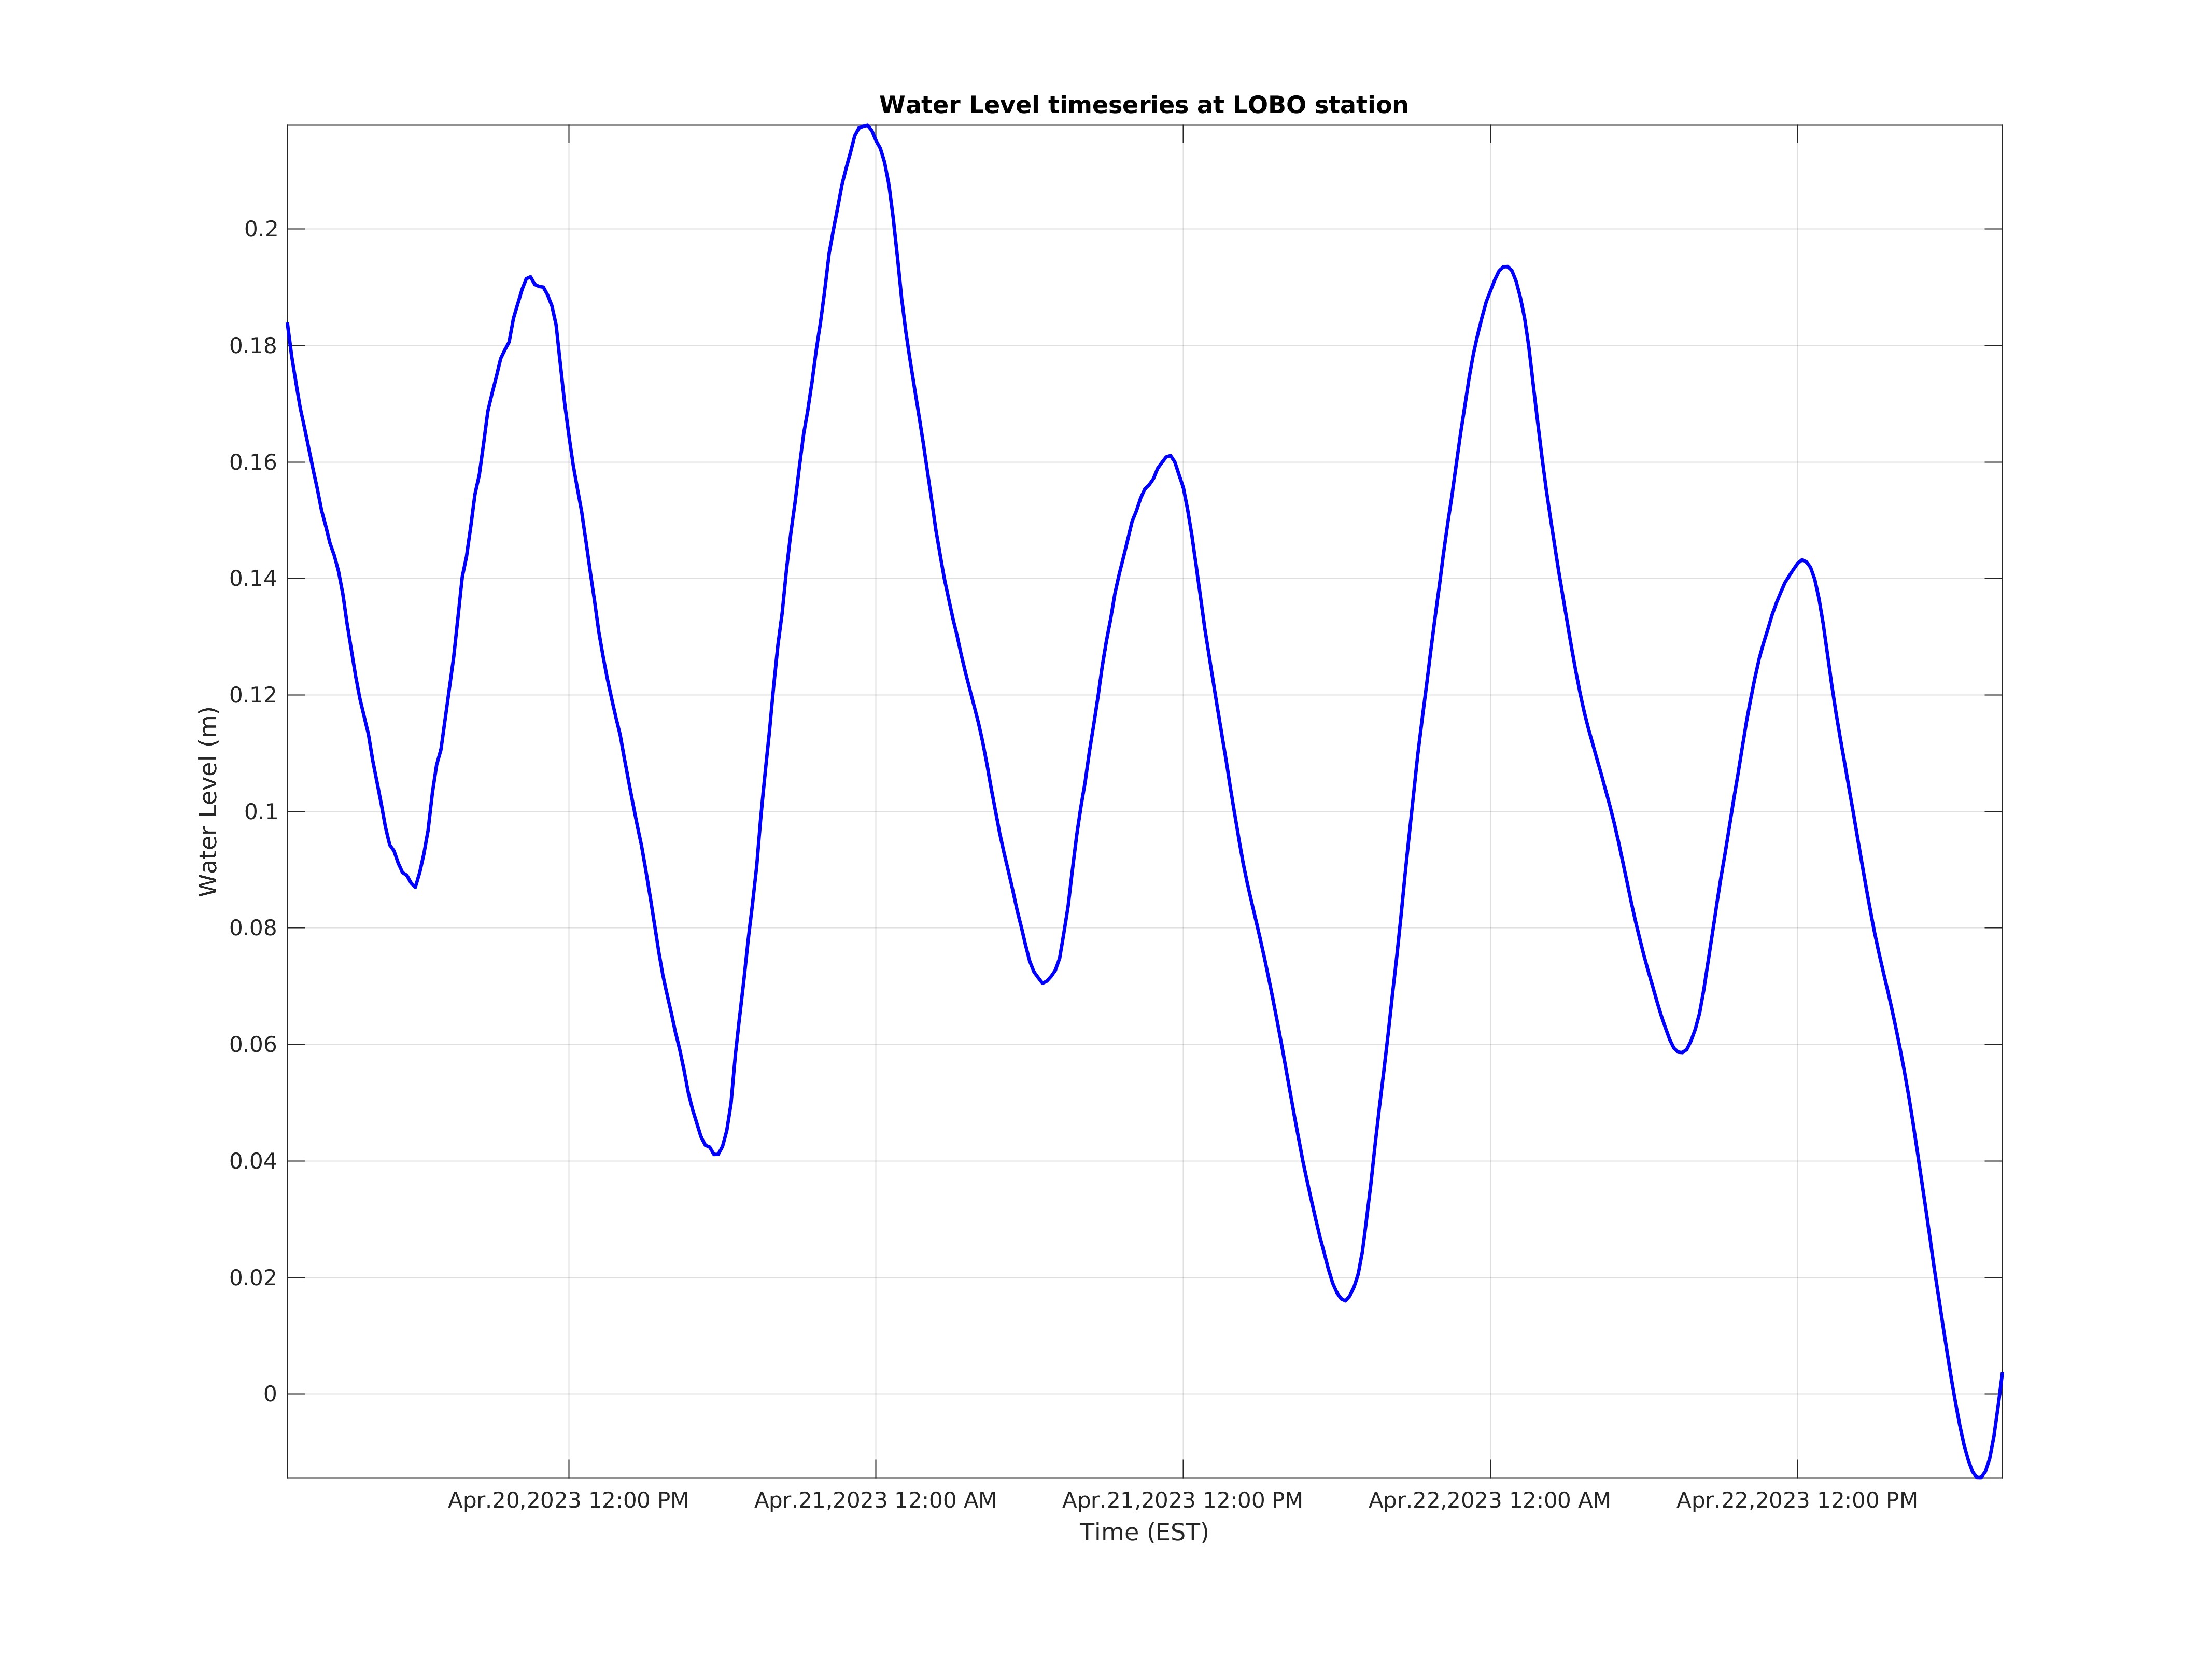 Water Level timeseries at LOBO station
0.2
0.18
0.16
0.14
0.12
0.1
0.08
0.06
0.04
0.02
0
Water Level (m)
Apr.20,2023 12:00 PM
Apr.21,2023 12:00 AM
Apr.21,2023 12:00 PM
Apr.22,2023 12:00 AM
Apr.22,2023 12:00 PM
Time (EST)